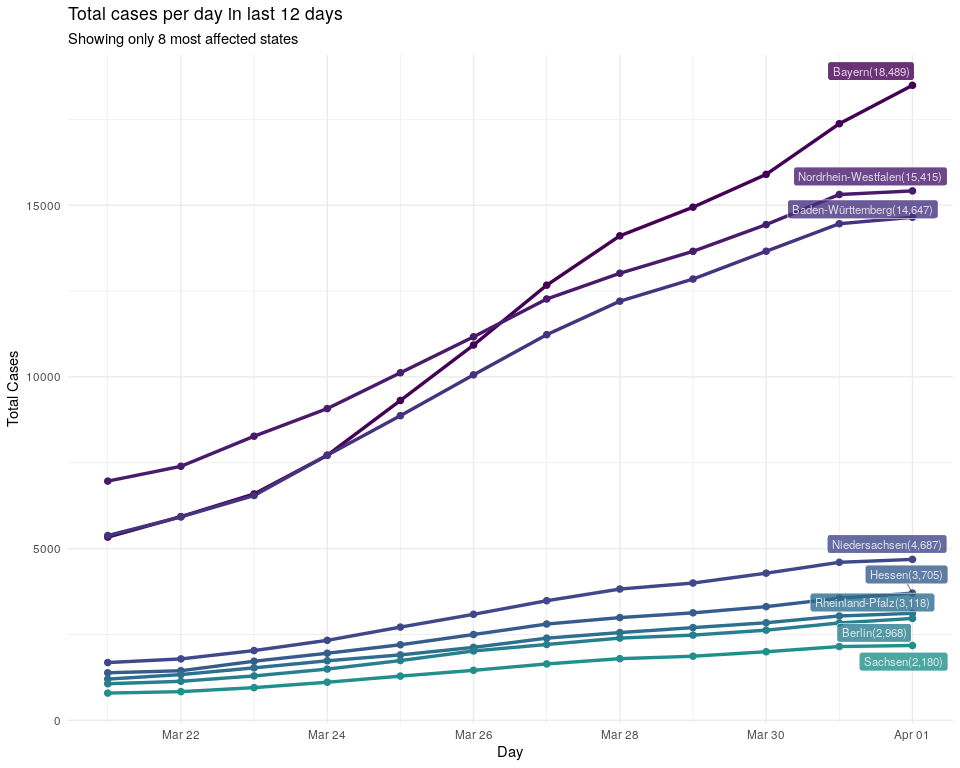 Total cases per day in last 12 days
Showing only 8 most affected states
Bayern(18,489)
Nordrhein-Westfalen(15,415)
Baden-Württemberg(14,647)
Niedersachsen(4,687)
Hessen(3,705)
Rheinland-Pfalz(3,118)
Berlin(2,968)
Sachsen(2,180)
Total Cases
15000
10000
5000
0
Mar 22 Mar 24 Mar 26 Mar 28 Mar 30 Apr 01
Day